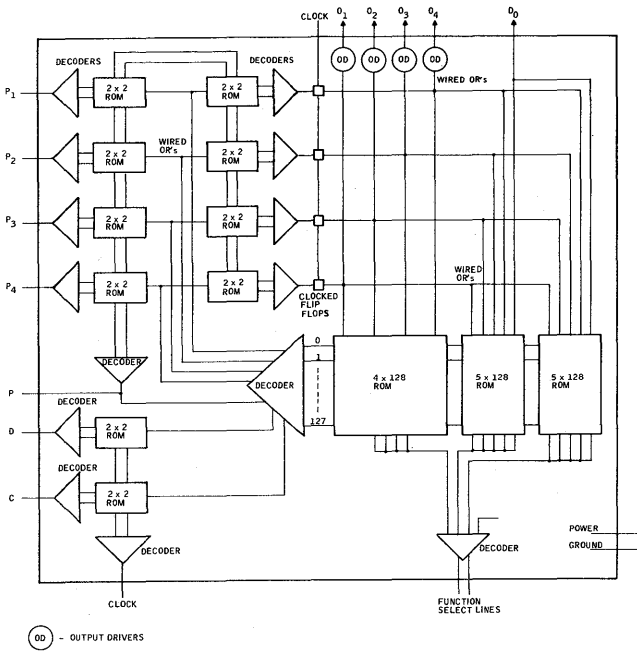 CLOCK
O1 O2 O3 O4 D0
OD OD OD OD
DECODERS DECODERS
WIRED OR's
P1
2 x 2 ROM
2 x 2 ROM
P2
2 x 2 ROM
WIRED OR's
2 x 2 ROM
P3
2 x 2 ROM
2 x 2 ROM
P4
2 x 2 ROM
2 x 2 ROM
WIRED OR's
CLOCKED FLIP FLOPS
DECODER
P
DECODER
0
1
127
4 x 128 ROM
5 x 128 ROM
5 x 128 ROM
DECODER
D
2 x 2 ROM
DECODER
C
2 x 2 ROM
DECODER
CLOCK
DECODER
FUNCTION SELECT LINES
POWER
GROUND
OD - OUTPUT DRIVERS